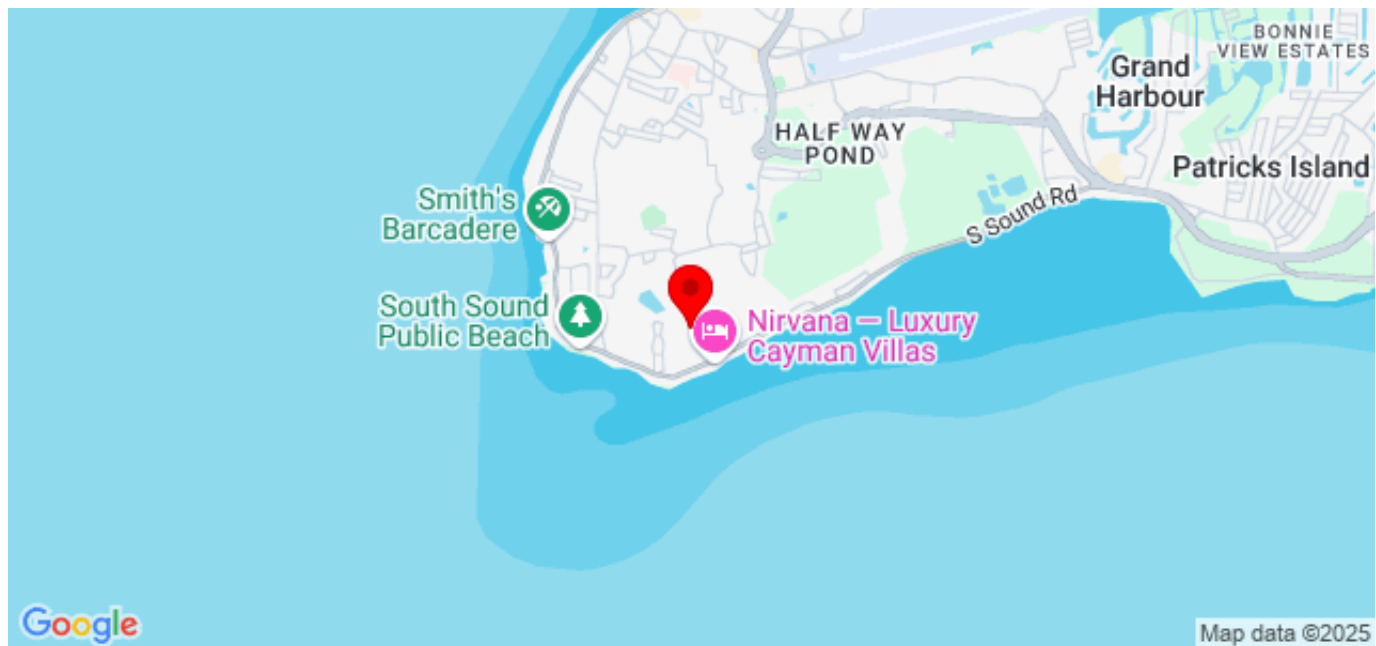 BONNIE
VIEW ESTATES
Grand
Harbour
HALF WAY
POND
Patricks Island
Smith's
Barcadere
S Sound Rd
South Sound
Public Beach
Nirvana — Luxury
Cayman Villas
Google
Map data ©2025